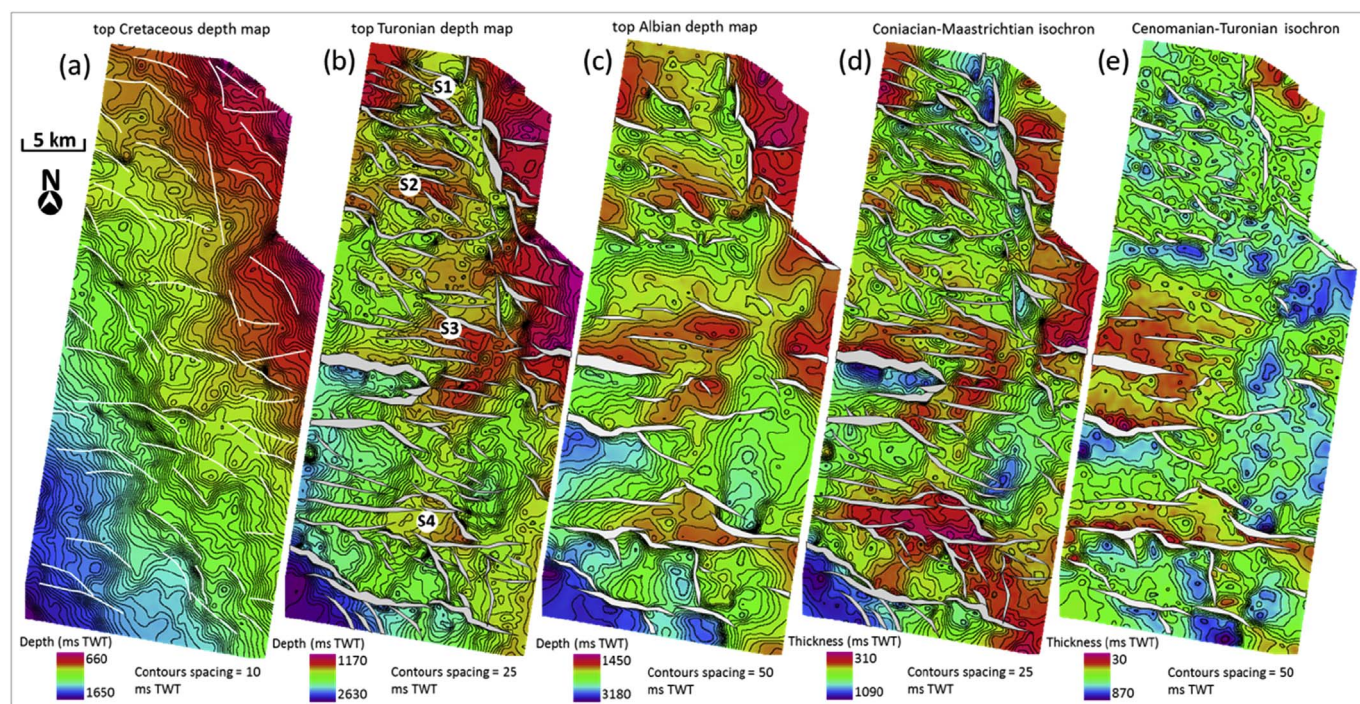 top Cretaceous depth map
top Turonian depth map
top Albian depth map
Coniacian-Maastrichtian isochron
Cenomanian-Turonian isochron
(a)
(b)
(c)
(d)
(e)
S1
5 km
N
S2
S3
S4
Depth (ms TWT)
660
1650
Contours spacing = 10
ms TWT
Depth (ms TWT)
1170
2630
Contours spacing = 25
ms TWT
Depth (ms TWT)
1450
3180
Contours spacing = 50
ms TWT
Thickness (ms TWT)
310
1090
Contours spacing = 25
ms TWT
Thickness (ms TWT)
30
870
Contours spacing = 50
ms TWT